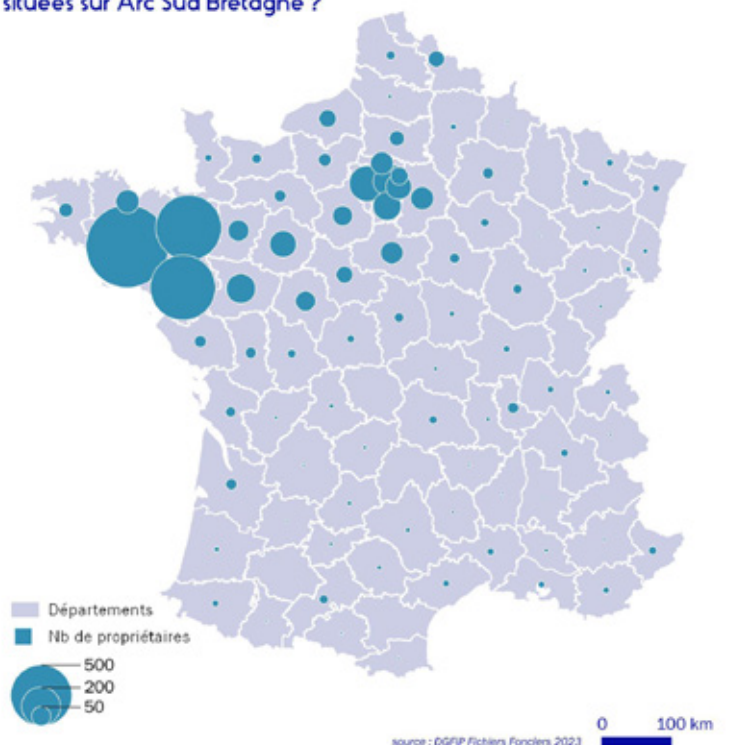 situées sur Arc Sud Bretagne ?
Départements
Nb de propriétaires
500
200
50
0 100 km
source : DGFIP Fichiers Fonciers 2023